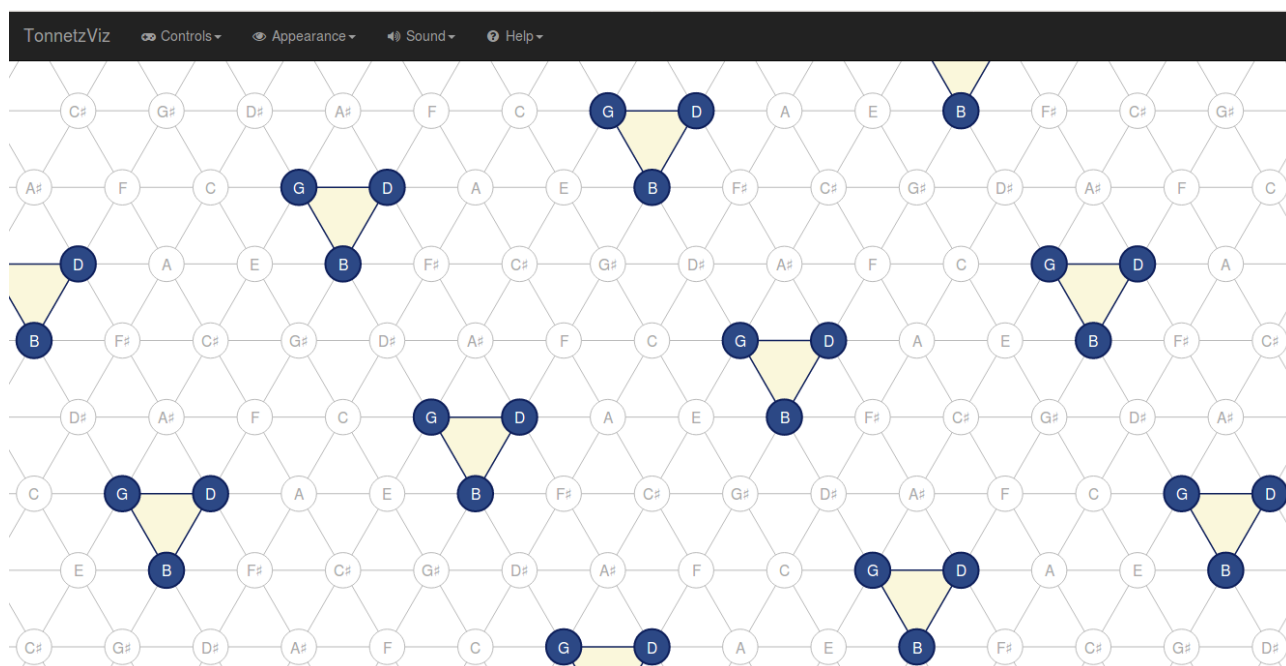 TonnetzViz Controls Appearance Sound Help
C♯ G♯ D♯ A♯ F C G D A E B F♯ C♯ G♯
A♯ F C G D A E B F♯ C♯ G♯ D♯ A♯ F C
D A E B F♯ C♯ G♯ D♯ A♯ F C G D A
B F♯ C♯ G♯ D♯ A♯ F C G D A E B F♯ C♯
D♯ A♯ F C G D A E B F♯ C♯ G♯ D♯ A♯
C G D A E B F♯ C♯ G♯ D♯ A♯ F C G D
E B F♯ C♯ G♯ D♯ A♯ F C G D A E B
C♯ G♯ D♯ A♯ F C G D A E B F♯ C♯ G♯ D♯